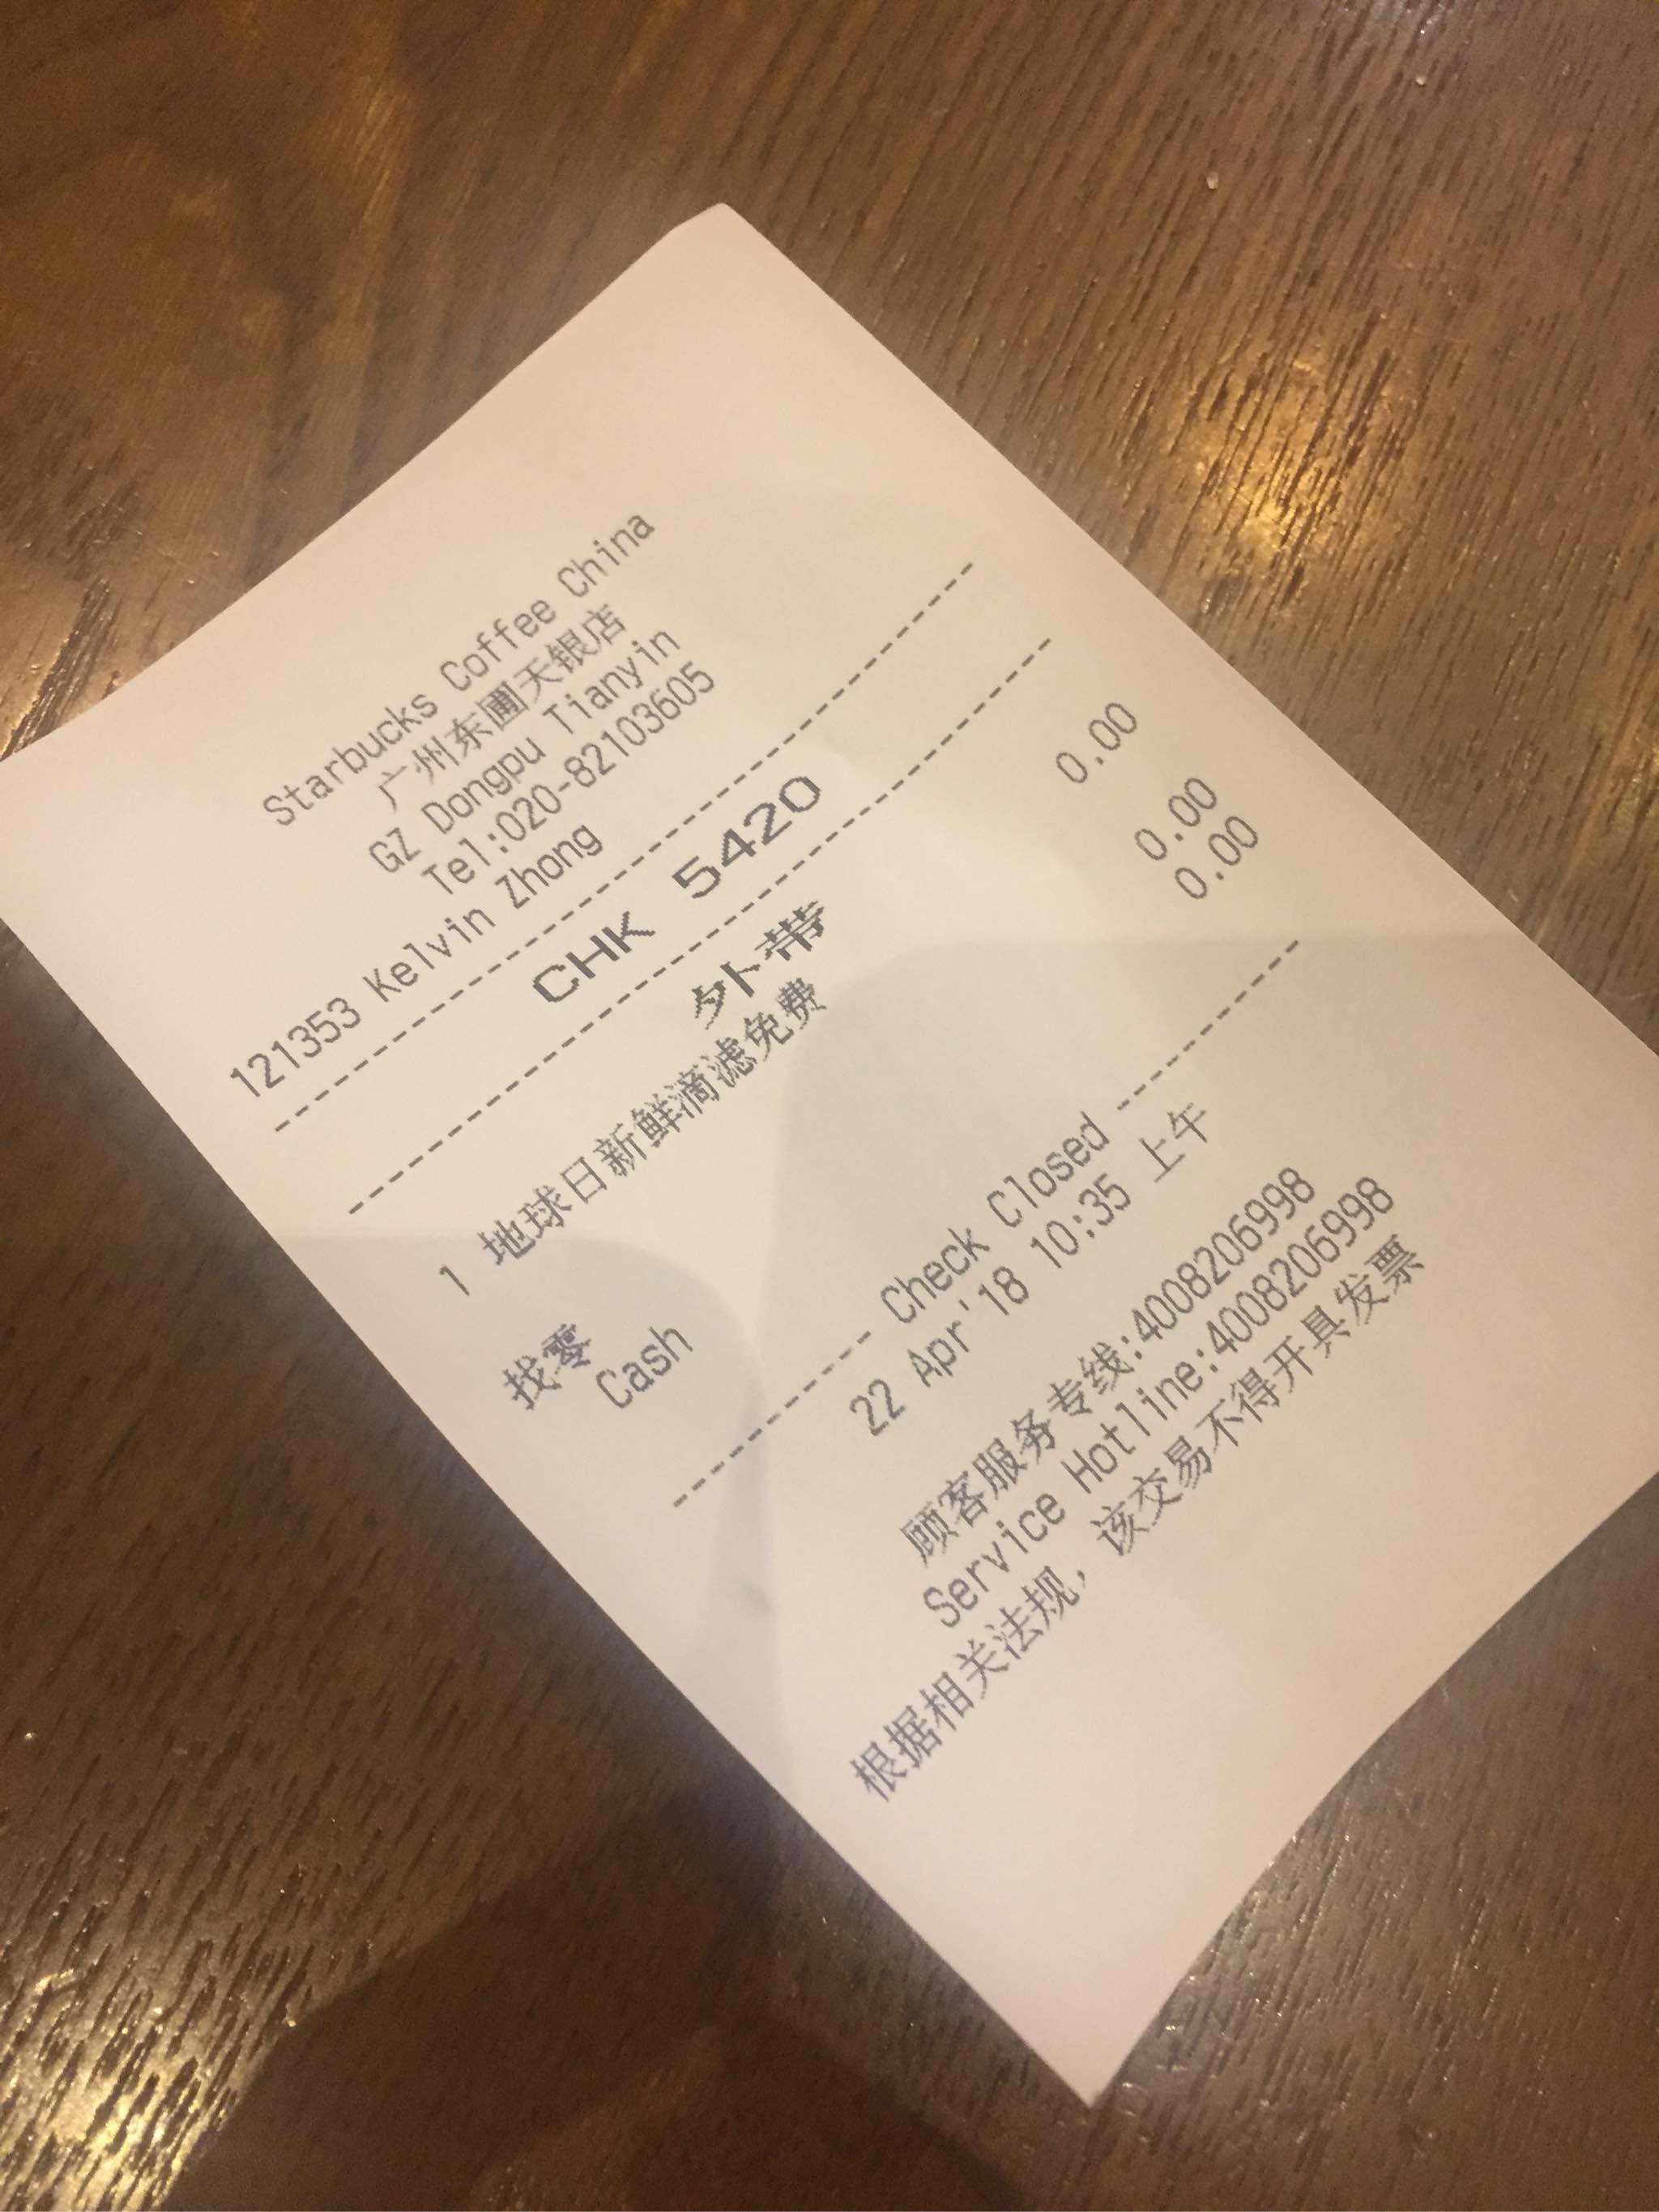 Starbucks Coffee China
广州东圃天银店
GZ Dongpu Tianyin
Tel:020-82103605
121353 Kelvin Zhong
CHK 5420
外带
1 地球日新鲜滴滤免费 0.00
找零 0.00
Cash 0.00
Check Closed
22 Apr'18 10:35 上午
顾客服务专线:4008206998
Service Hotline:4008206998
根据相关法规，该交易不得开具发票